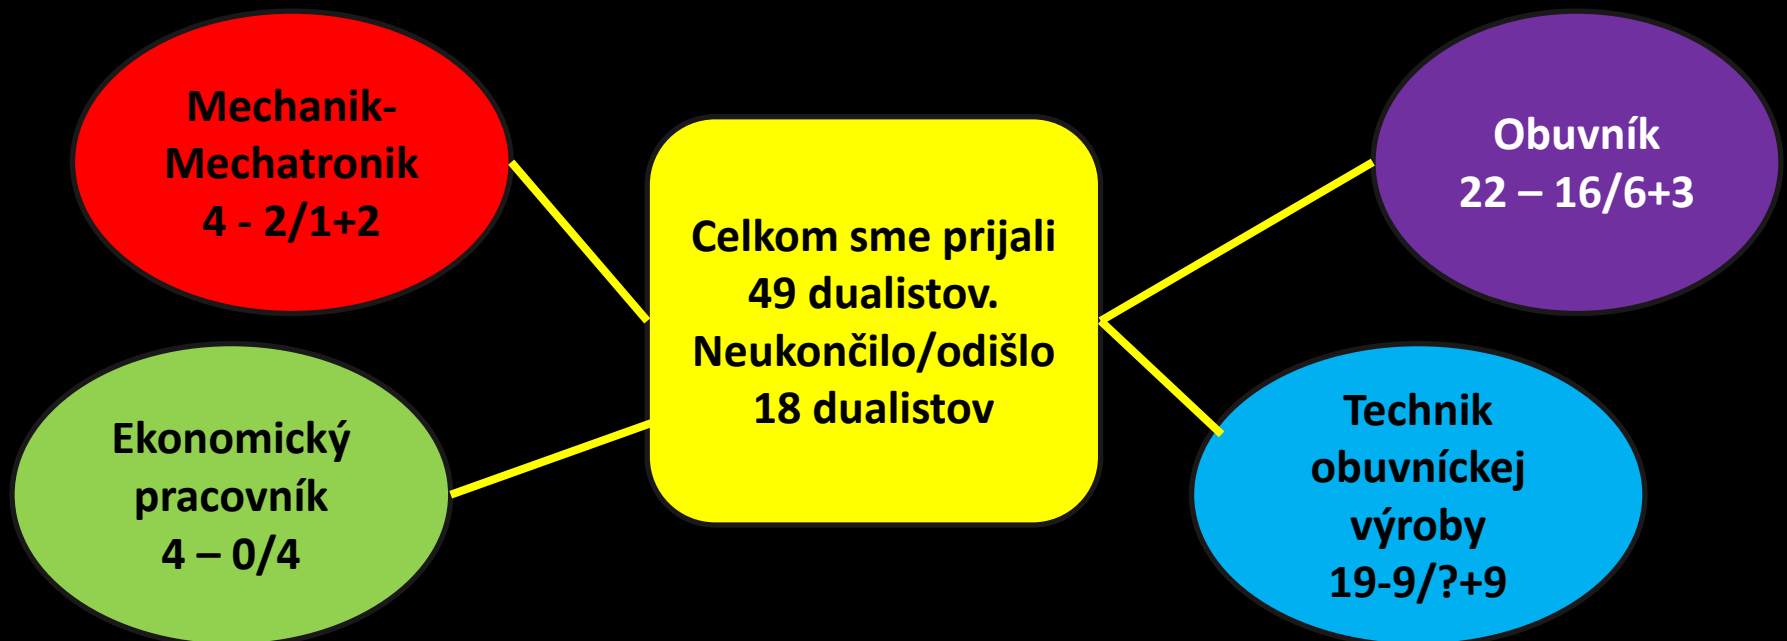 Mechanik-
Mechatronik
4 - 2/1+2
Ekonomický
pracovník
4 – 0/4
Celkom sme prijali
49 dualistov.
Neukončilo/odišlo
18 dualistov
Obuvník
22 – 16/6+3
Technik
obuvníckej
výroby
19-9/?+9